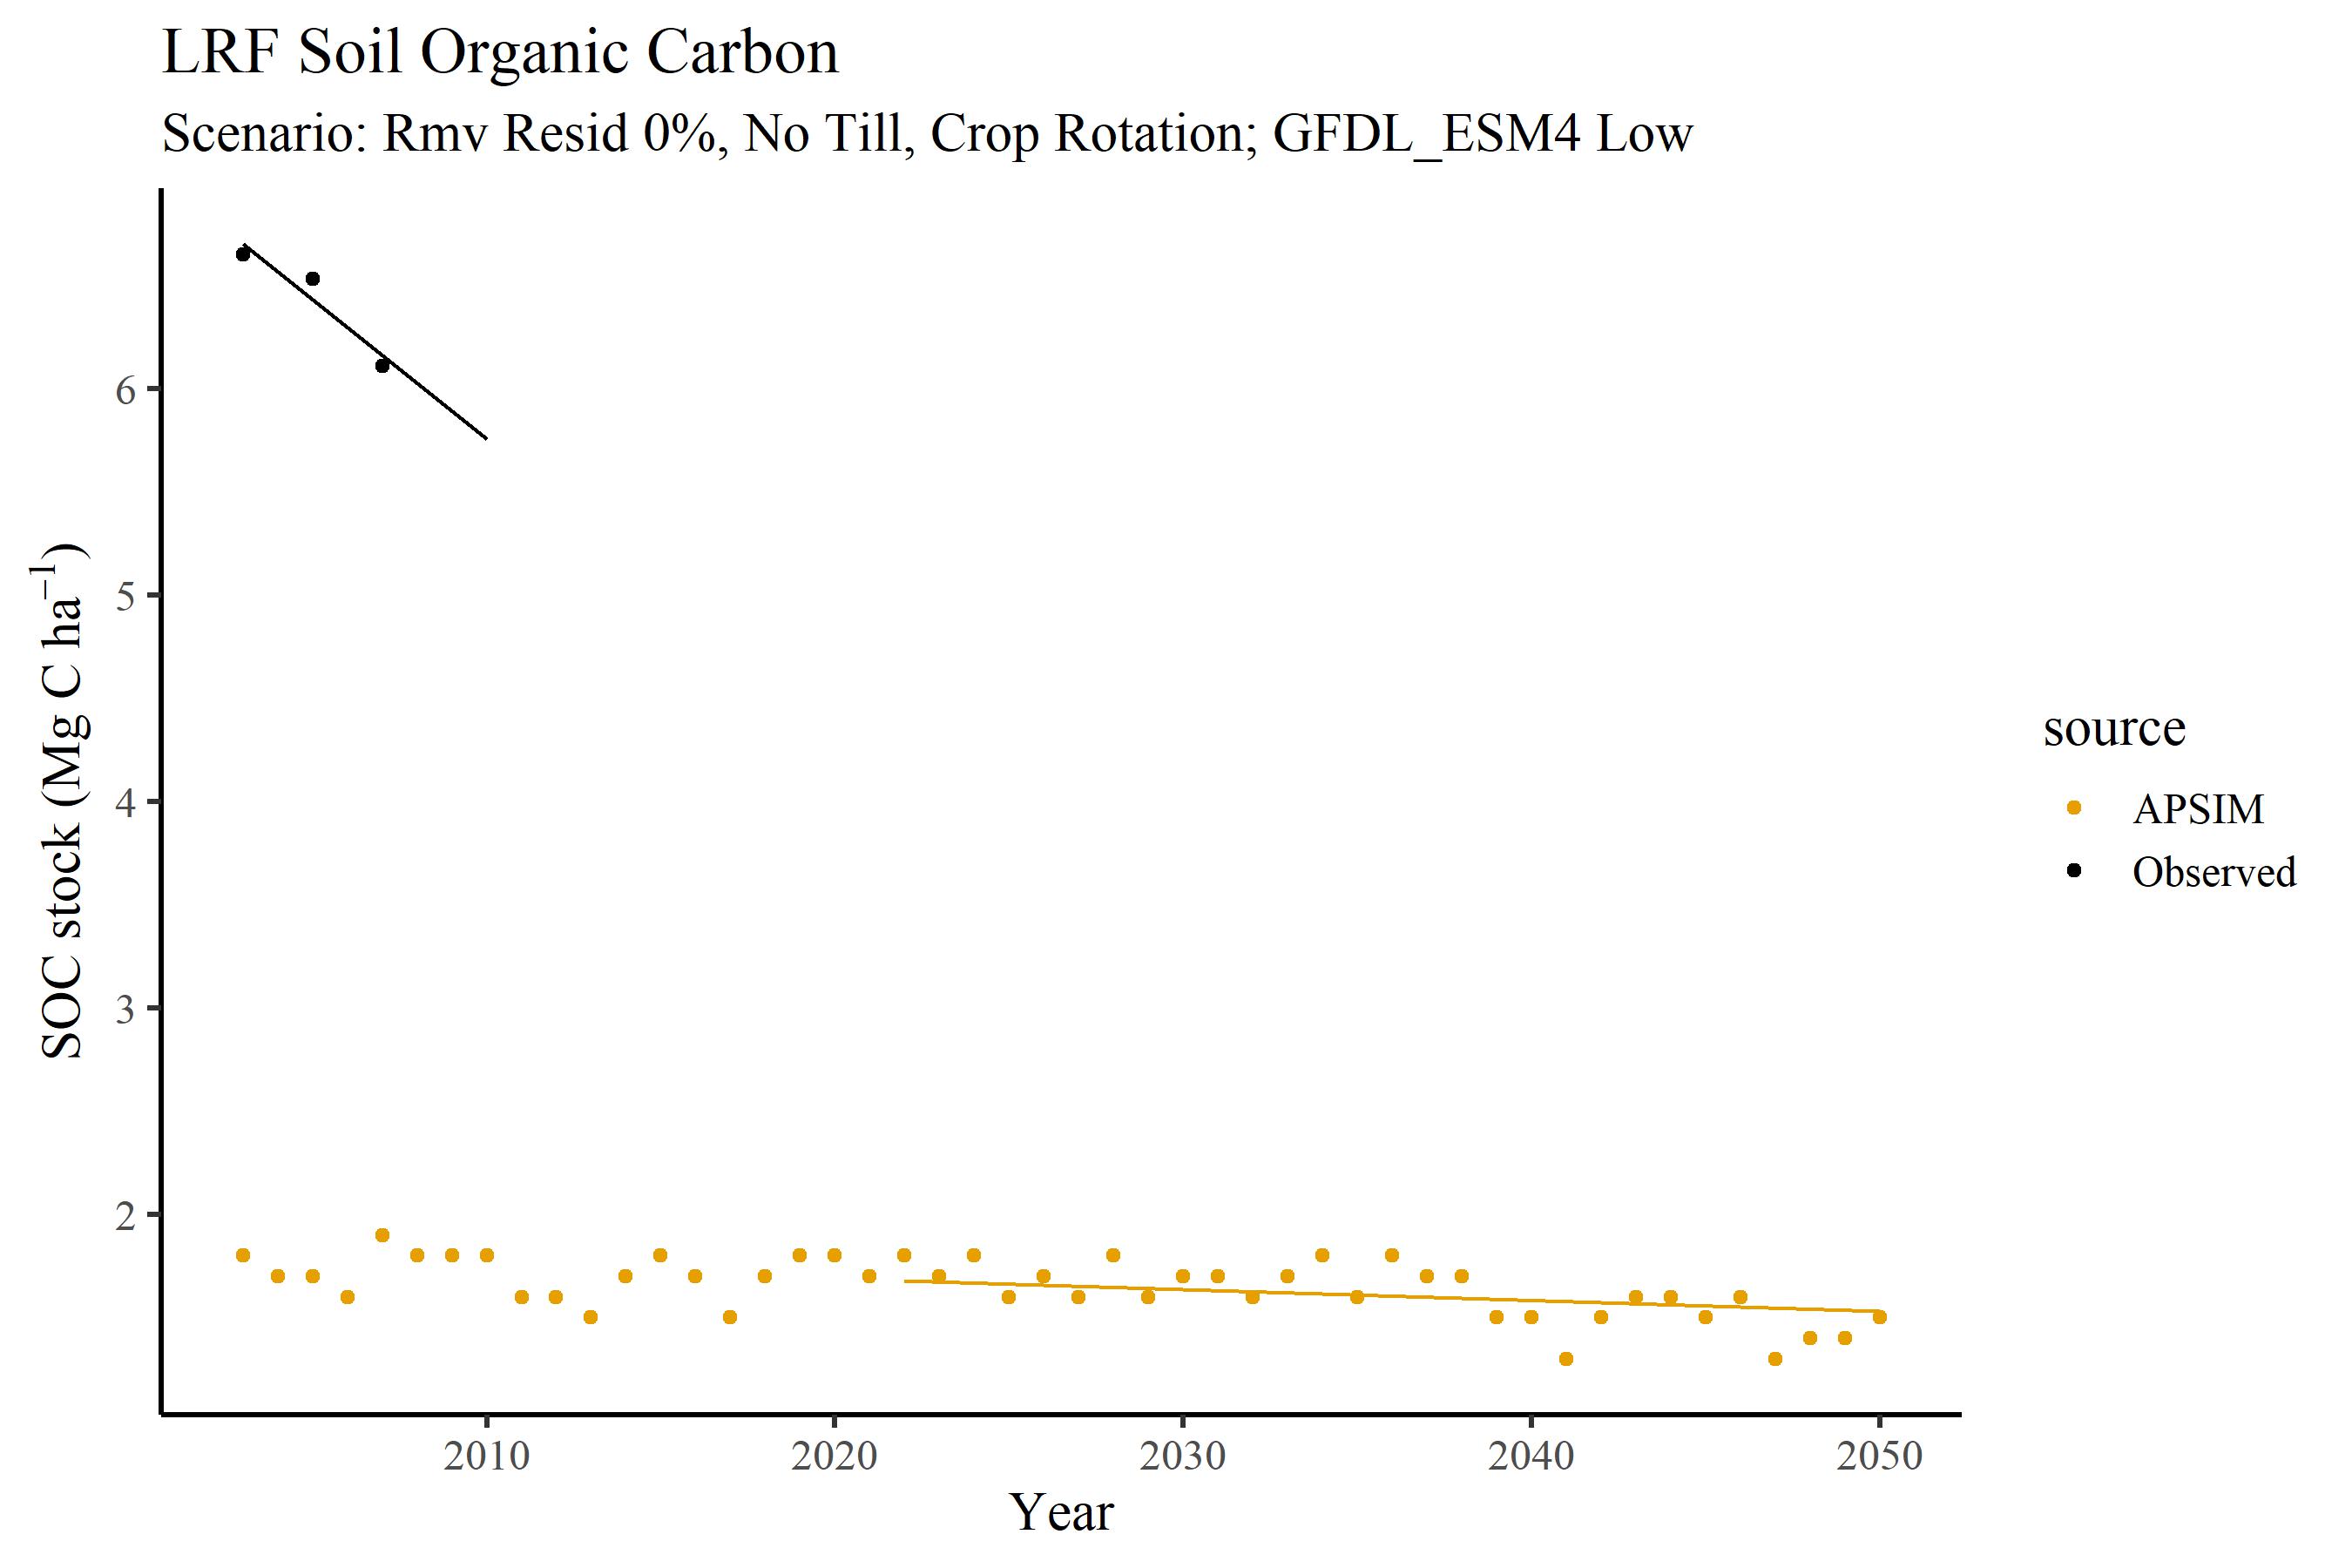 LRF Soil Organic Carbon
Scenario: Rmv Resid 0%, No Till, Crop Rotation; GFDL_ESM4 Low
SOC stock (Mg C ha⁻¹)
6
5
4
3
2
2010
2020
2030
2040
2050
Year
source
APSIM
Observed